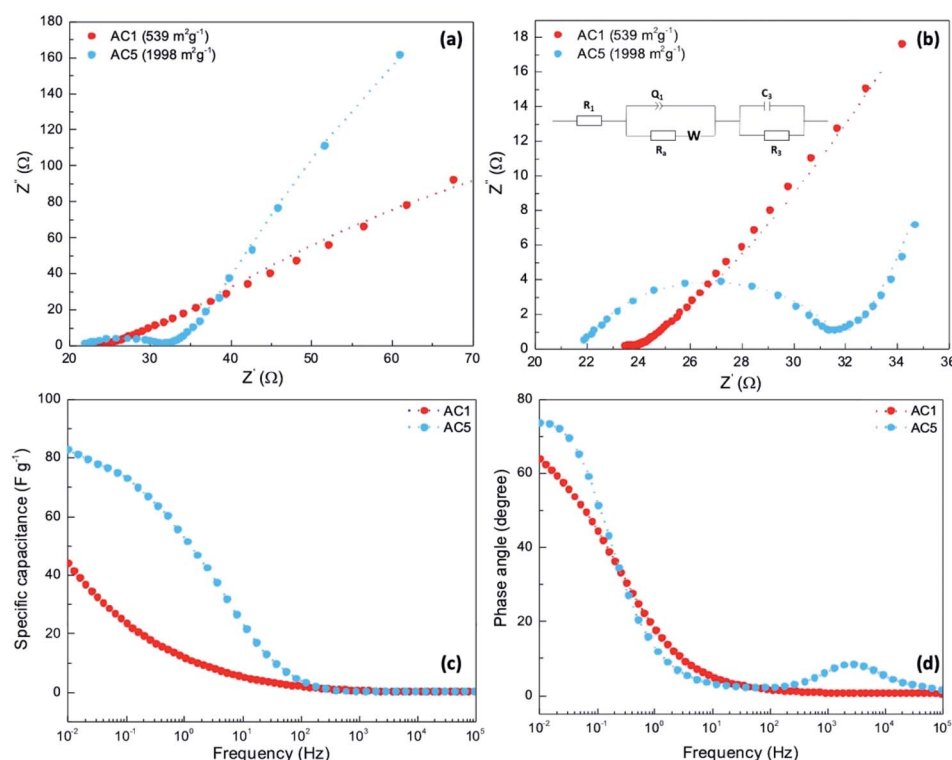 (a)
AC1 (539 m²g⁻¹)
AC5 (1998 m²g⁻¹)
Z'' (Ω)
180
160
140
120
100
80
60
40
20
0
20 30 40 50 60 70
Z' (Ω)
(b)
AC1 (539 m²g⁻¹)
AC5 (1998 m²g⁻¹)
R₁ Q₁ Rₐ W C₃ R₃
Z'' (Ω)
18
16
14
12
10
8
6
4
2
0
20 22 24 26 28 30 32 34 36
Z' (Ω)
AC1
AC5
Specific capacitance (F g⁻¹)
100
80
60
40
20
0
(c)
10⁻² 10⁻¹ 10⁰ 10¹ 10² 10³ 10⁴ 10⁵
Frequency (Hz)
AC1
AC5
Phase angle (degree)
80
60
40
20
0
(d)
10⁻² 10⁻¹ 10⁰ 10¹ 10² 10³ 10⁴ 10⁵
Frequency (Hz)